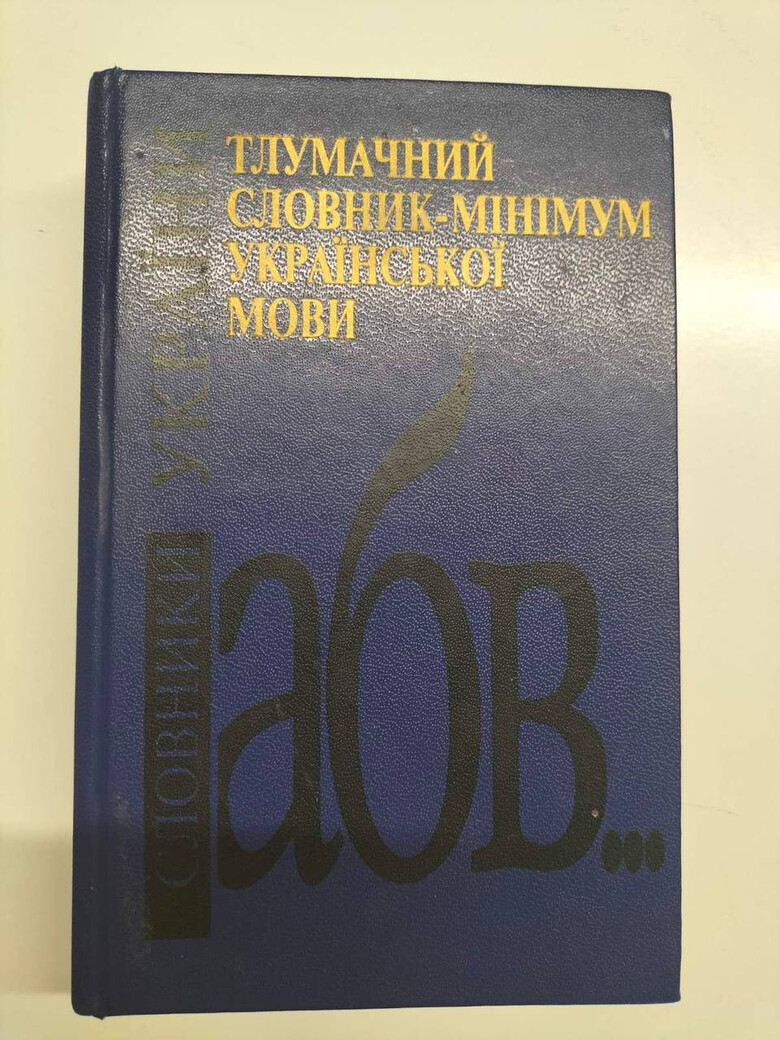 ТЛУМАЧНИЙ
СЛОВНИК-МІНІМУМ
УКРАЇНСЬКОЇ
МОВИ
СЛОВНИКИ УКРАЇНИ
абв...